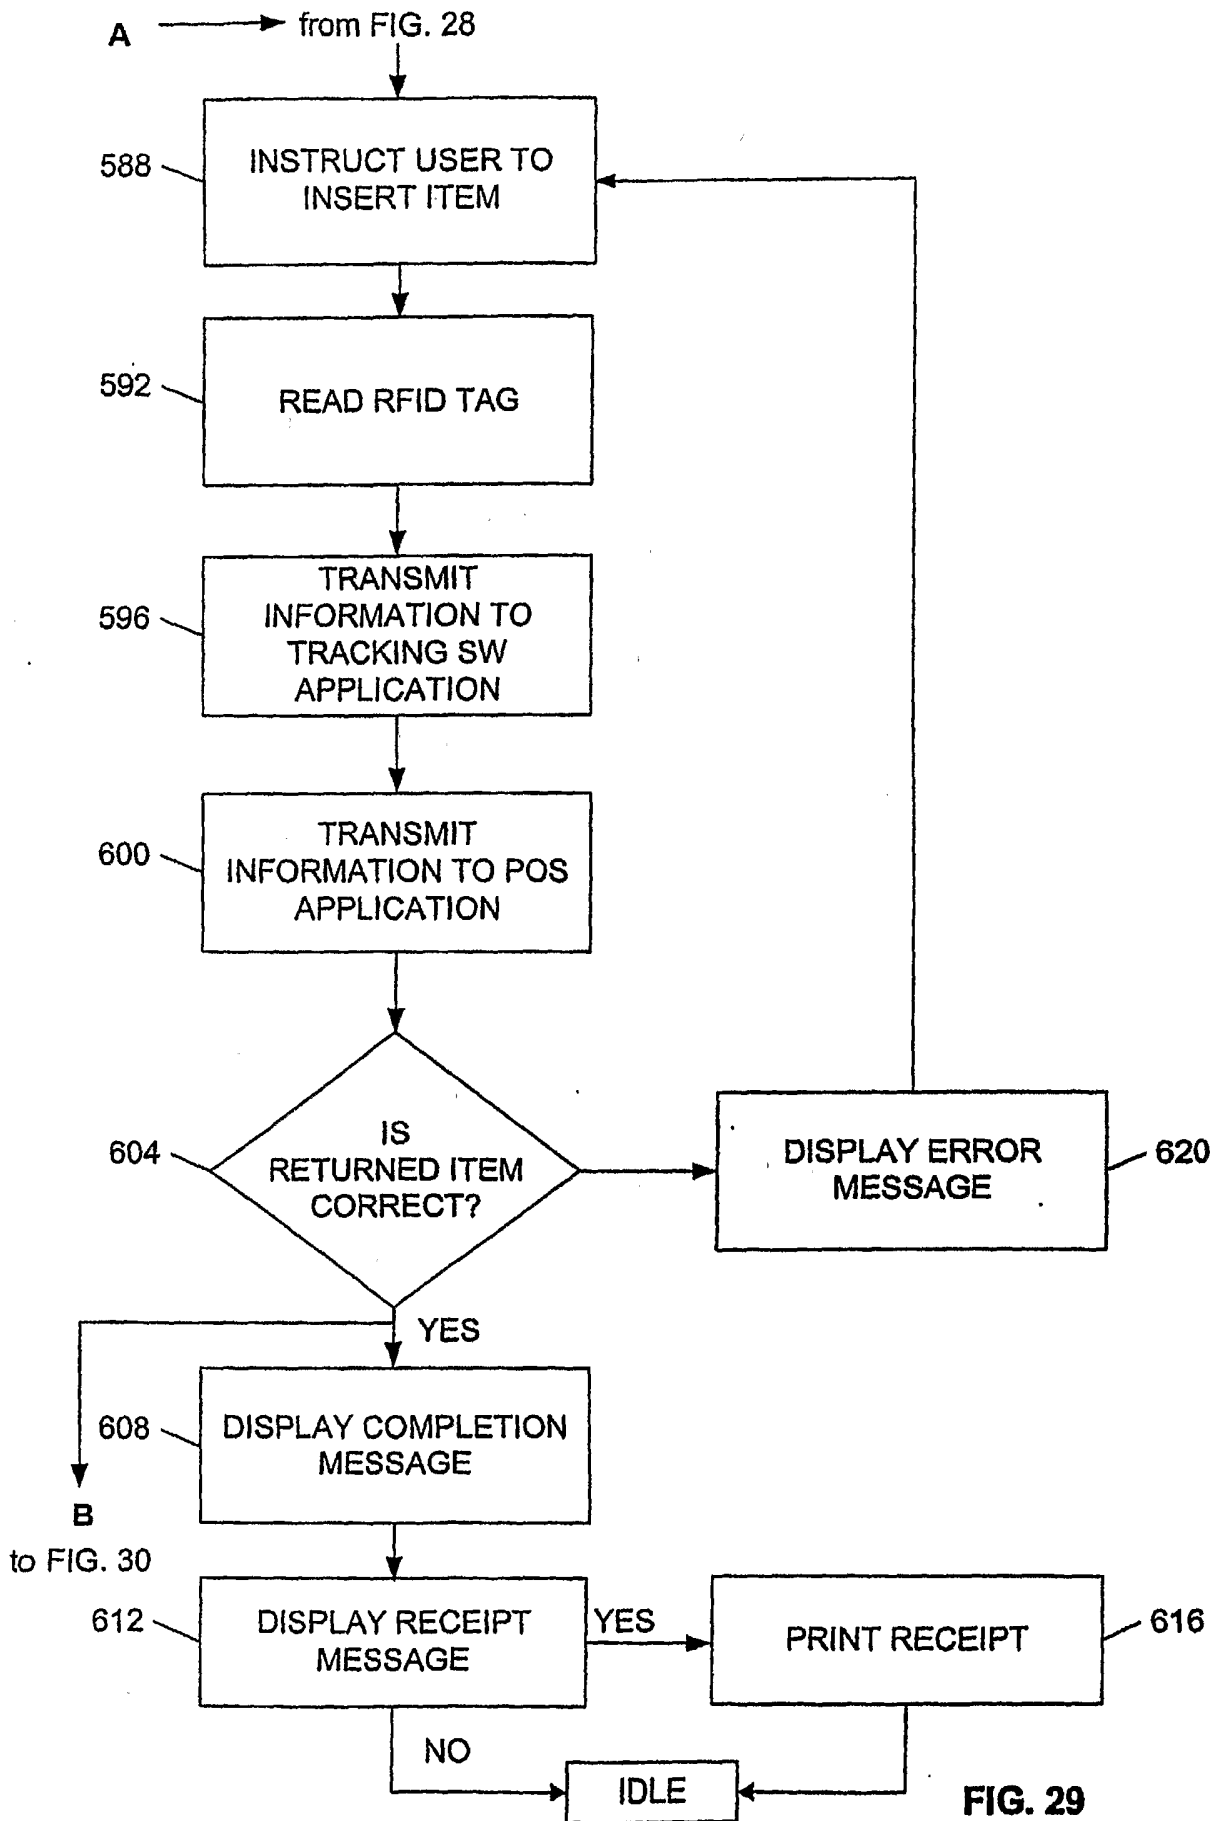 A from FIG. 28
588
INSTRUCT USER TO
INSERT ITEM
592
READ RFID TAG
596
TRANSMIT
INFORMATION TO
TRACKING SW
APPLICATION
600
TRANSMIT
INFORMATION TO POS
APPLICATION
604
IS
RETURNED ITEM
CORRECT?
DISPLAY ERROR
MESSAGE
620
YES
608
DISPLAY COMPLETION
MESSAGE
B
to FIG. 30
612
DISPLAY RECEIPT
MESSAGE
YES
PRINT RECEIPT
616
NO
IDLE
FIG. 29